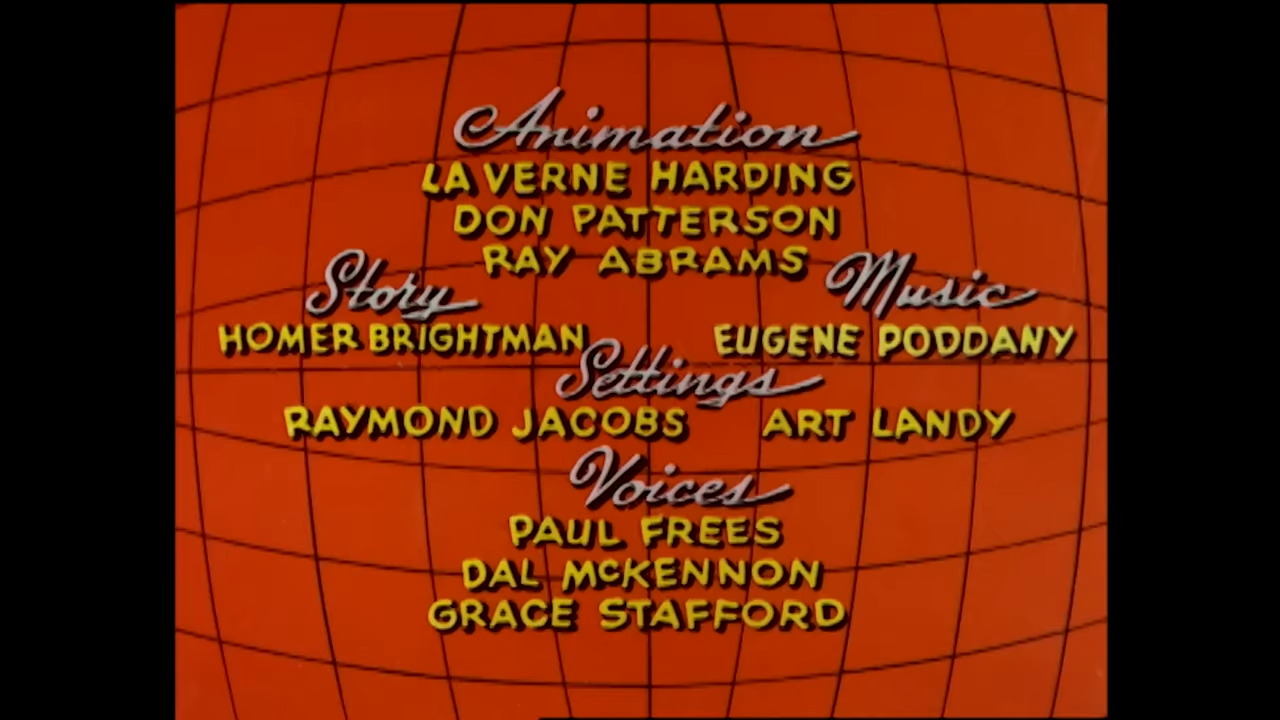 Animation
LA VERNE HARDING
DON PATTERSON
RAY ABRAMS
Story
HOMER BRIGHTMAN
Music
EUGENE PODDANY
Settings
RAYMOND JACOBS ART LANDY
Voices
PAUL FREES
DAL McKENNON
GRACE STAFFORD